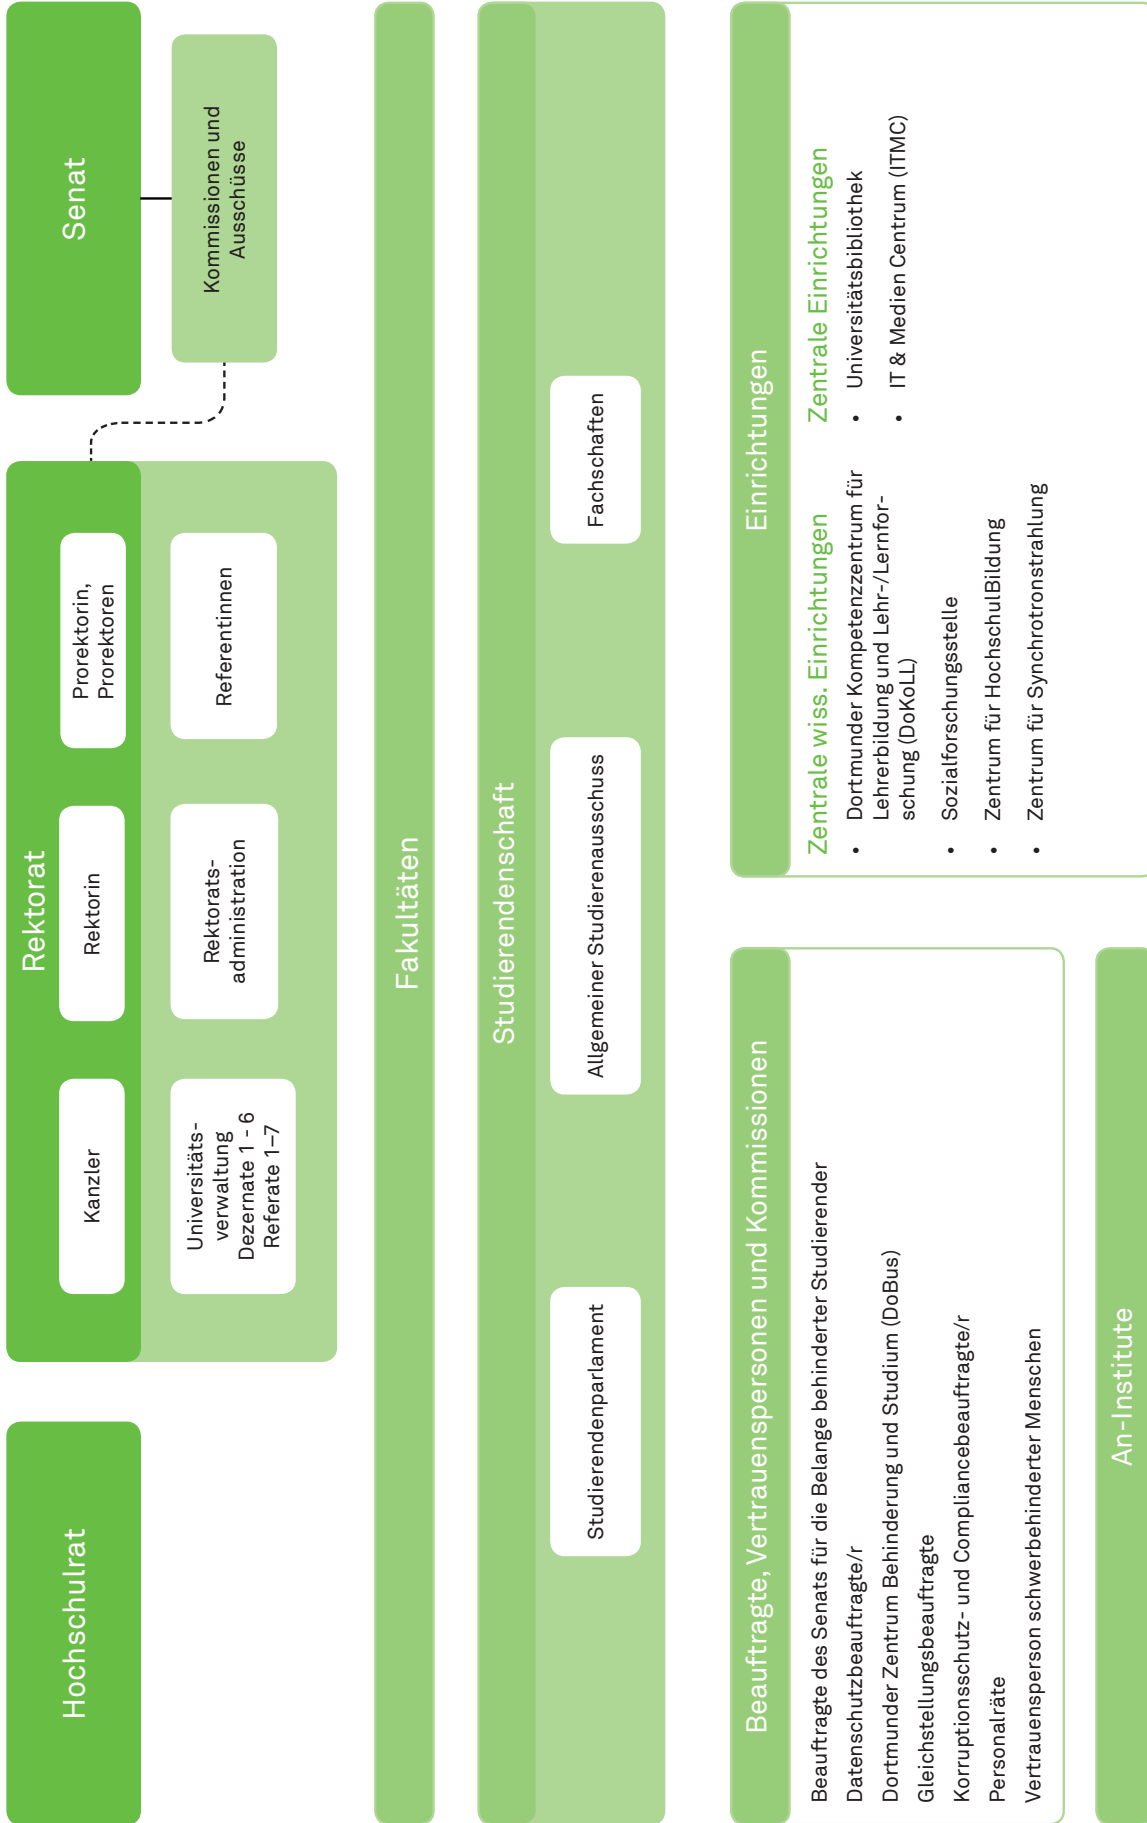 Hochschulrat
Rektorat
Kanzler
Rektorin
Prorektorin,
Prorektoren
Universitäts-
verwaltung
Dezernate 1 - 6
Referate 1–7
Rektorats-
administration
Referentinnen
Senat
Kommissionen und
Ausschüsse
Fakultäten
Studierendenschaft
Studierendenparlament
Allgemeiner Studierenausschuss
Fachschaften
Beauftragte, Vertrauenspersonen und Kommissionen
Beauftragte des Senats für die Belange behinderter Studierender
Datenschutzbeauftragte/r
Dortmunder Zentrum Behinderung und Studium (DoBus)
Gleichstellungsbeauftragte
Korruptionsschutz- und Compliancebeauftragte/r
Personalräte
Vertrauensperson schwerbehinderter Menschen
Einrichtungen
Zentrale wiss. Einrichtungen
• Dortmunder Kompetenzzentrum für
Lehrerbildung und Lehr-/Lernfor-
schung (DoKoLL)
• Sozialforschungsstelle
• Zentrum für HochschulBildung
• Zentrum für Synchrotronstrahlung
Zentrale Einrichtungen
• Universitätsbibliothek
• IT & Medien Centrum (ITMC)
An-Institute